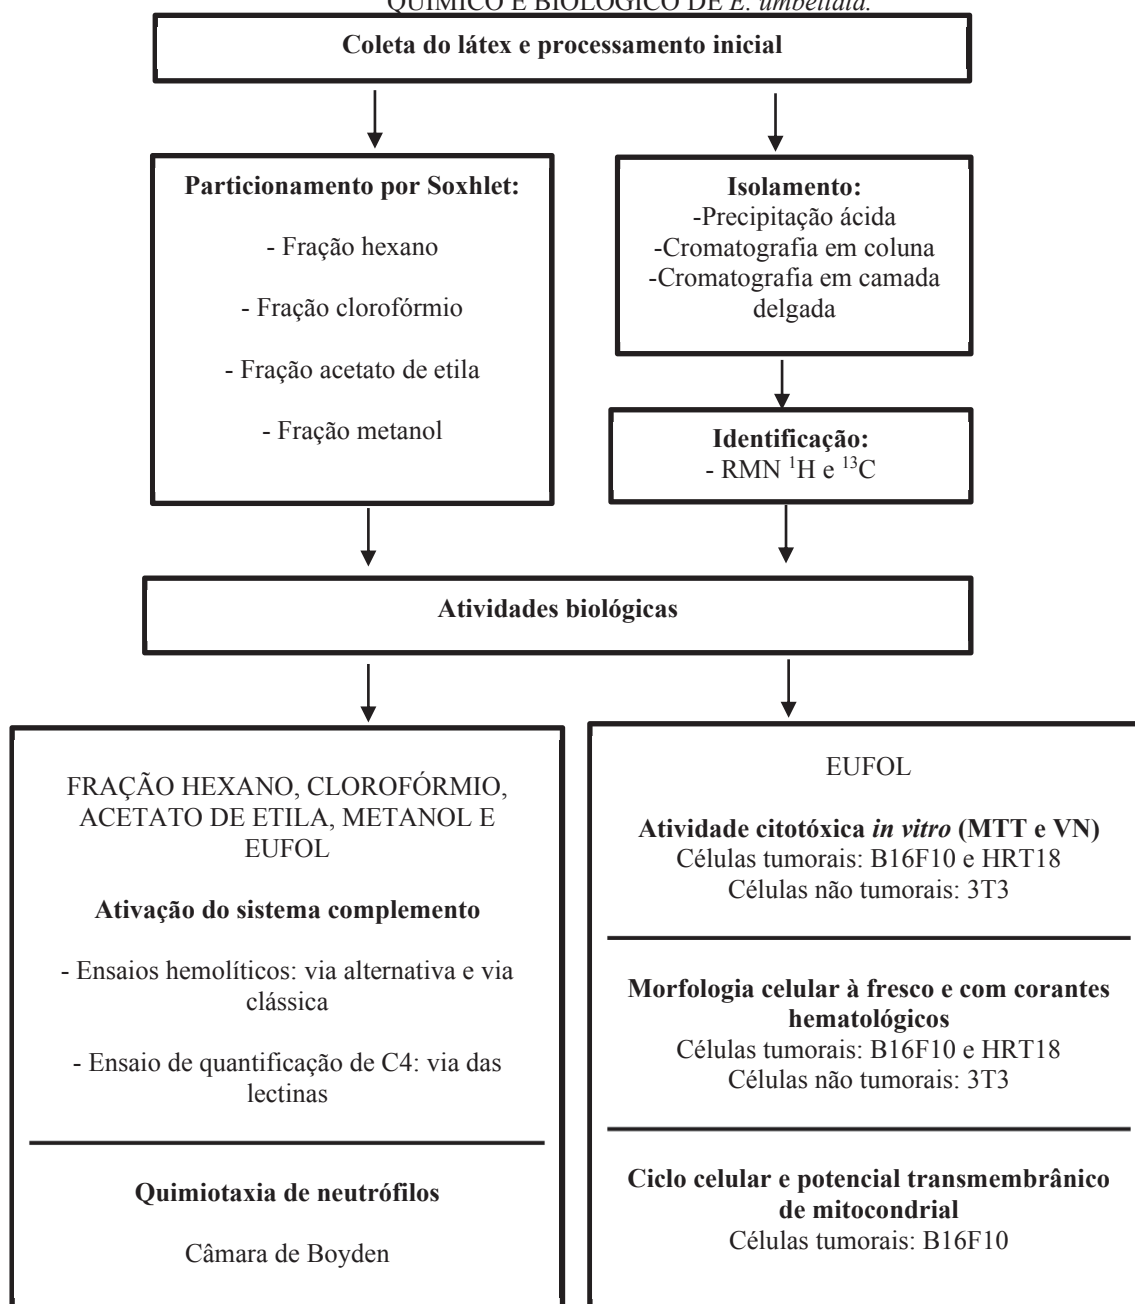 QUÍMICO E BIOLÓGICO DE E. umbellata.
Coleta do látex e processamento inicial
Particionamento por Soxhlet:
- Fração hexano
- Fração clorofórmio
- Fração acetato de etila
- Fração metanol
Isolamento:
-Precipitação ácida
-Cromatografia em coluna
-Cromatografia em camada
delgada
Identificação:
- RMN ¹H e ¹³C
Atividades biológicas
FRAÇÃO HEXANO, CLOROFÓRMIO,
ACETATO DE ETILA, METANOL E
EUFOL
Ativação do sistema complemento
- Ensaios hemolíticos: via alternativa e via
clássica
- Ensaio de quantificação de C4: via das
lectinas
Quimiotaxia de neutrófilos
Câmara de Boyden
EUFOL
Atividade citotóxica in vitro (MTT e VN)
Células tumorais: B16F10 e HRT18
Células não tumorais: 3T3
Morfologia celular à fresco e com corantes
hematológicos
Células tumorais: B16F10 e HRT18
Células não tumorais: 3T3
Ciclo celular e potencial transmembrânico
de mitocondrial
Células tumorais: B16F10